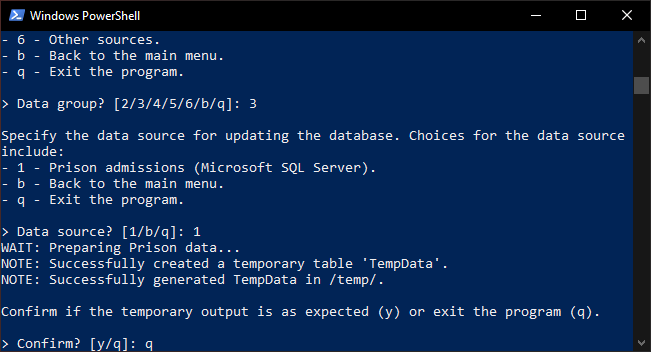 Windows PowerShell
- 6 - Other sources.
- b - Back to the main menu.
- q - Exit the program.
> Data group? [2/3/4/5/6/b/q]: 3
Specify the data source for updating the database. Choices for the data source
include:
- 1 - Prison admissions (Microsoft SQL Server).
- b - Back to the main menu.
- q - Exit the program.
> Data source? [1/b/q]: 1
WAIT: Preparing Prison data...
NOTE: Successfully created a temporary table 'TempData'.
NOTE: Successfully generated TempData in /temp/.
Confirm if the temporary output is as expected (y) or exit the program (q).
> Confirm? [y/q]: q